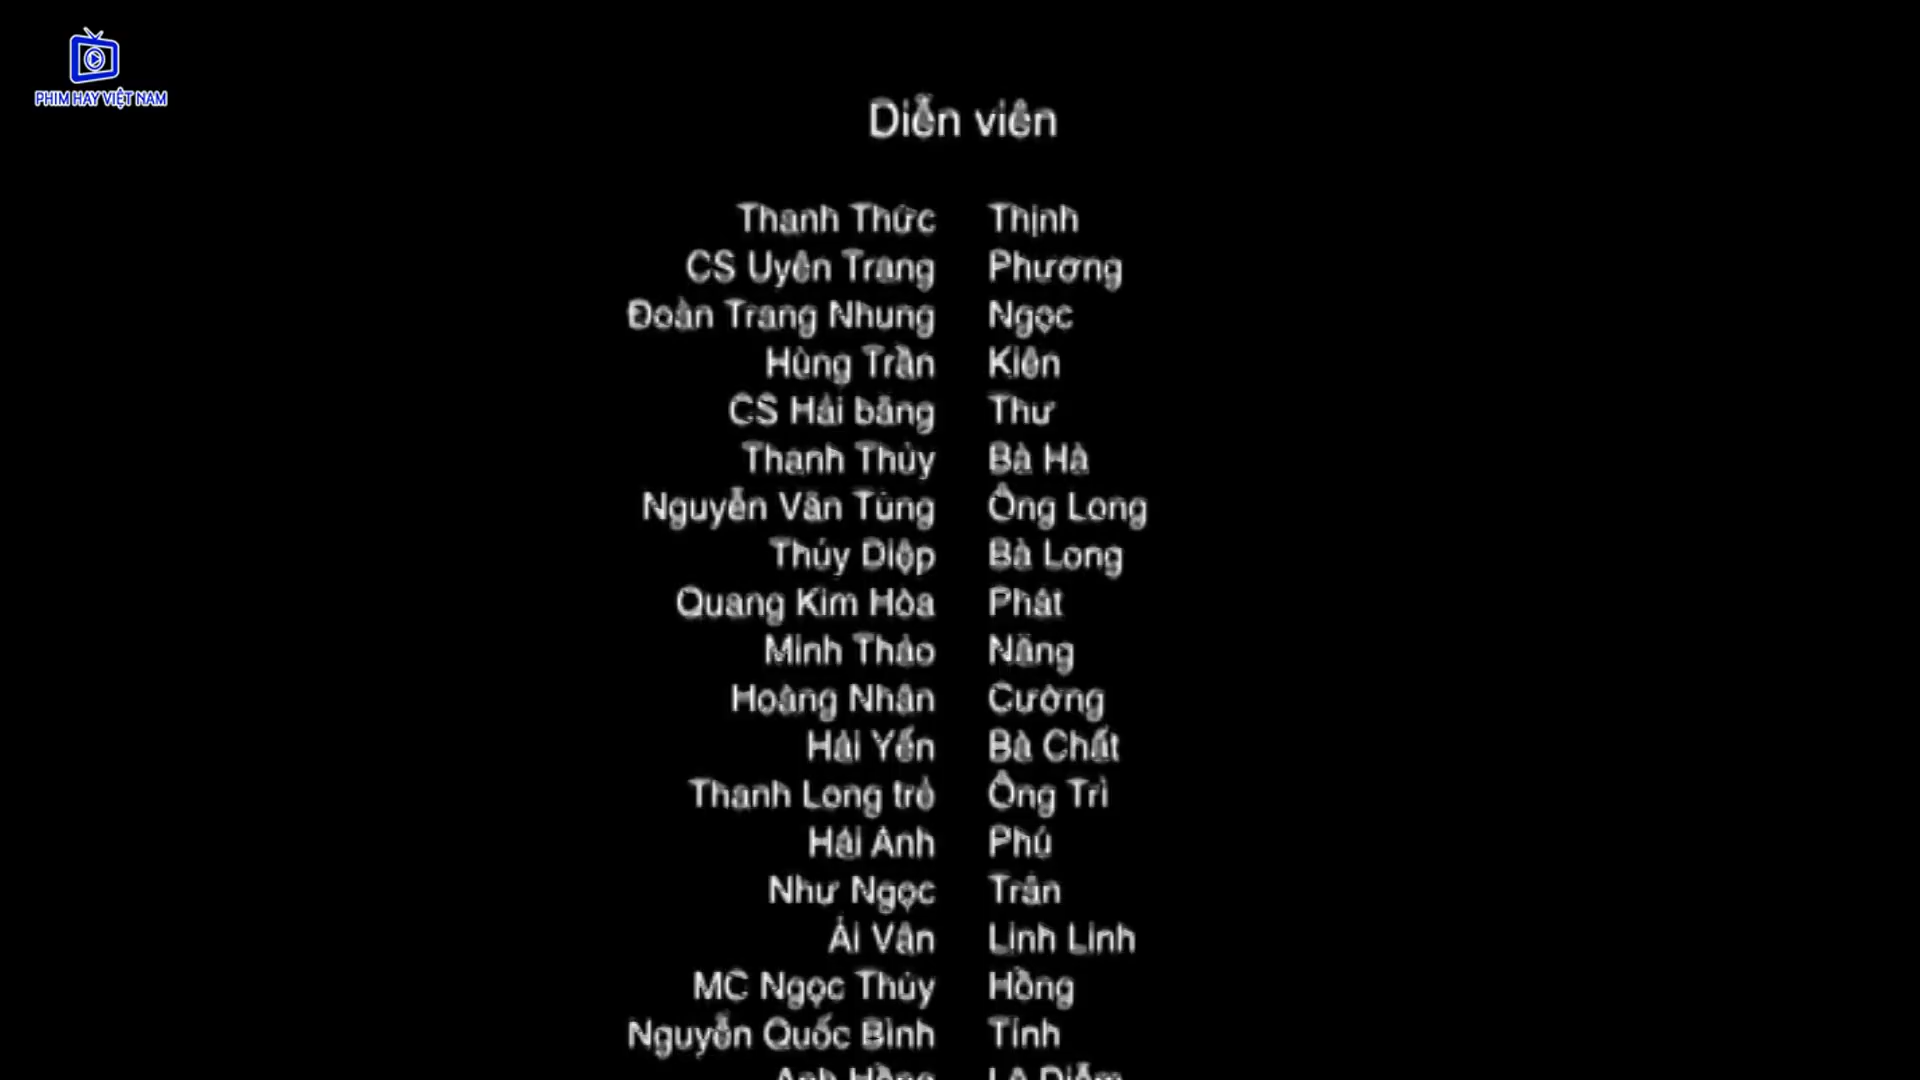 PHIM HAY VIỆT NAM
Diễn viên
Thanh Thức Thịnh
CS Uyên Trang Phương
Đoàn Trang Nhung Ngọc
Hùng Trần Kiên
CS Hải băng Thư
Thanh Thủy Bà Hà
Nguyễn Văn Tùng Ông Long
Thúy Diệp Bà Long
Quang Kim Hòa Phát
Minh Thảo Năng
Hoàng Nhân Cường
Hải Yến Bà Chất
Thanh Long trẻ Ông Trì
Hải Anh Phú
Như Ngọc Trân
Ái Vân Linh Linh
MC Ngọc Thủy Hồng
Nguyễn Quốc Bình Tính